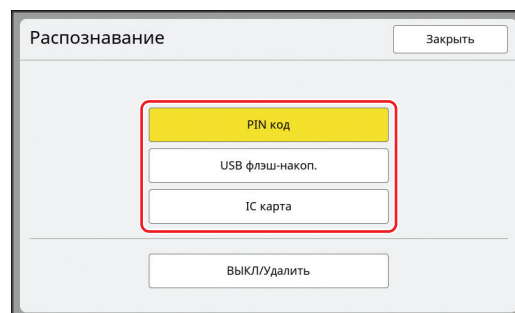 Распознавание
Закрыть
PIN код
USB флэш-накоп.
IC карта
ВЫКЛ/Удалить